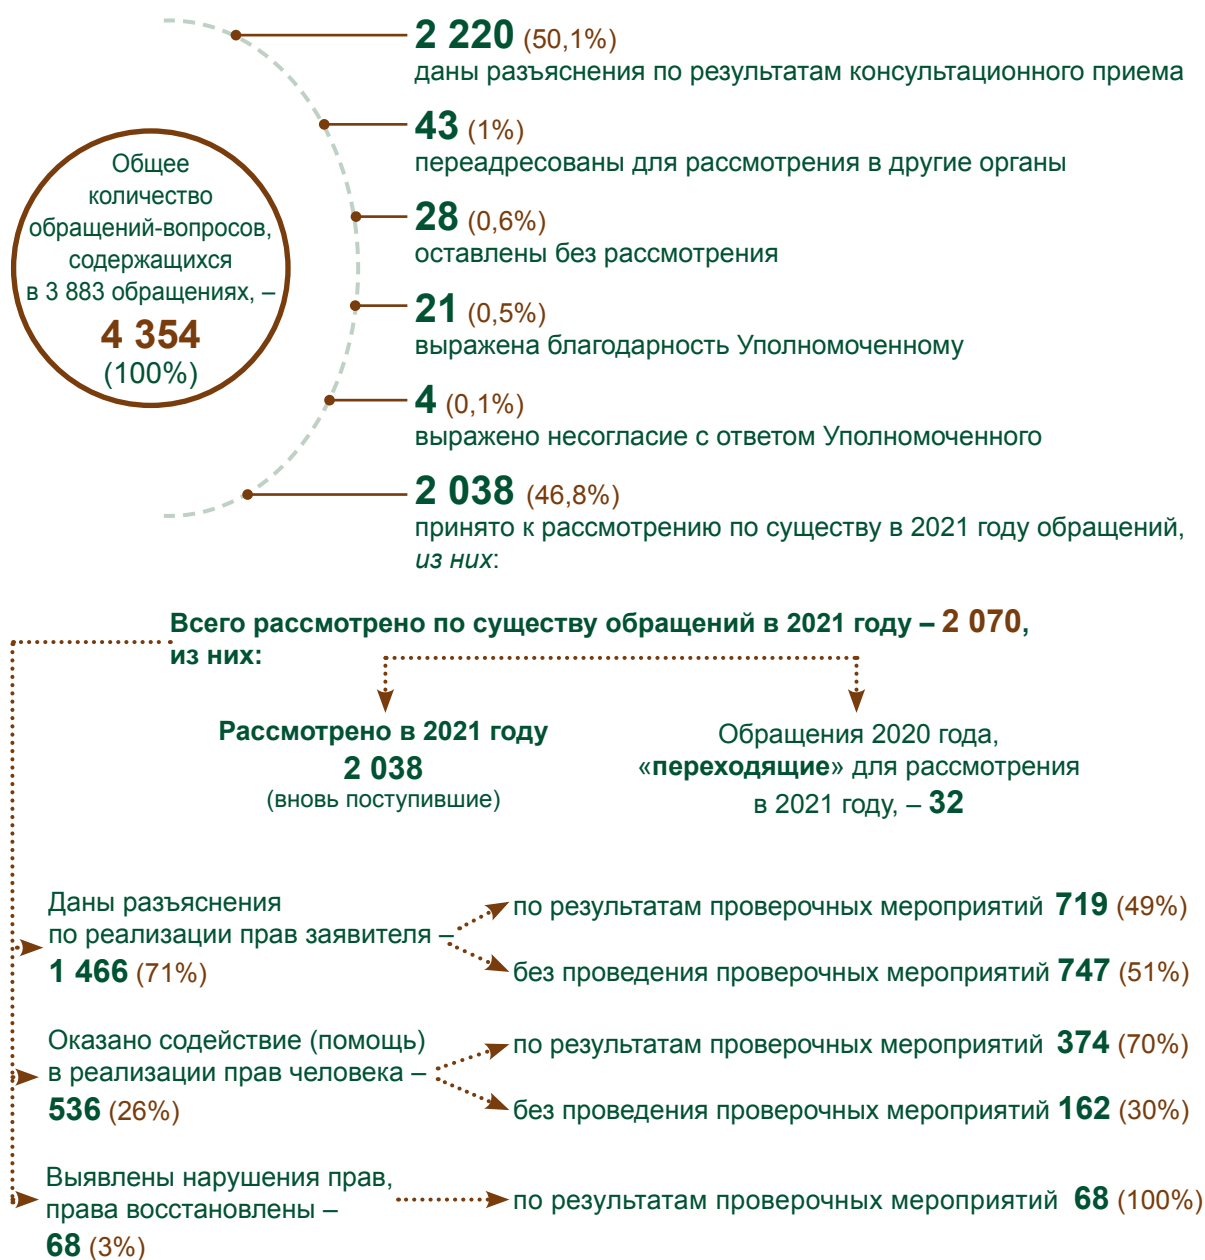 Общее
количество
обращений-вопросов,
содержащихся
в 3 883 обращениях, –
4 354
(100%)
2 220 (50,1%)
даны разъяснения по результатам консультационного приема
43 (1%)
переадресованы для рассмотрения в другие органы
28 (0,6%)
оставлены без рассмотрения
21 (0,5%)
выражена благодарность Уполномоченному
4 (0,1%)
выражено несогласие с ответом Уполномоченного
2 038 (46,8%)
принято к рассмотрению по существу в 2021 году обращений,
из них:
Всего рассмотрено по существу обращений в 2021 году – 2 070,
из них:
Рассмотрено в 2021 году
2 038
(вновь поступившие)
Обращения 2020 года,
«переходящие» для рассмотрения
в 2021 году, – 32
Даны разъяснения
по реализации прав заявителя –
1 466 (71%)
по результатам проверочных мероприятий 719 (49%)
без проведения проверочных мероприятий 747 (51%)
Оказано содействие (помощь)
в реализации прав человека –
536 (26%)
по результатам проверочных мероприятий 374 (70%)
без проведения проверочных мероприятий 162 (30%)
Выявлены нарушения прав,
права восстановлены –
68 (3%)
по результатам проверочных мероприятий 68 (100%)